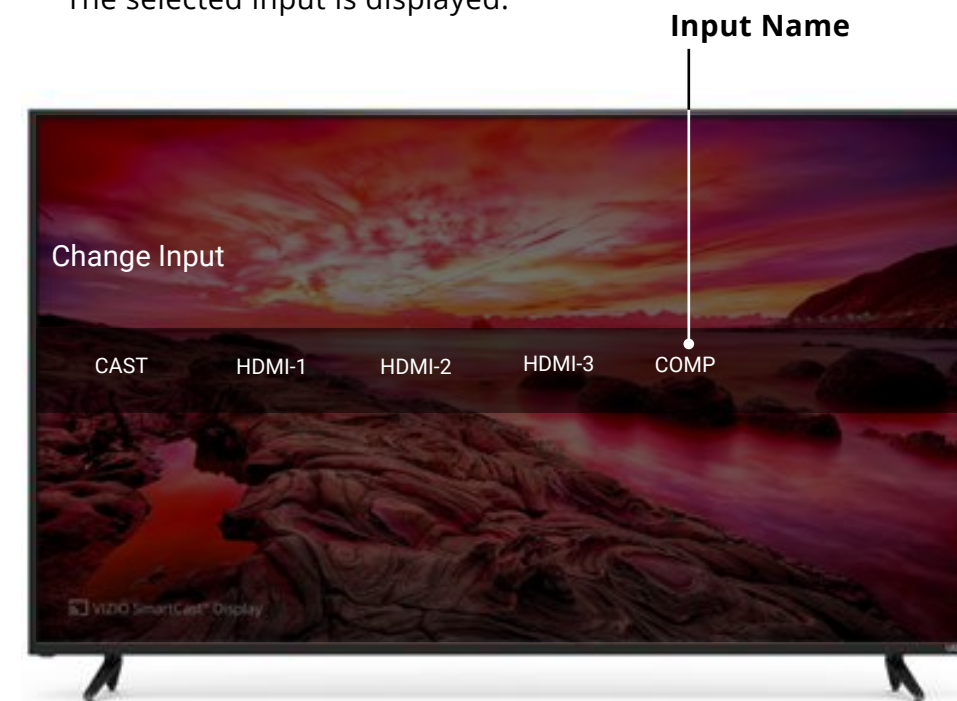 The selected input is displayed.
Input Name
Change Input
CAST HDMI-1 HDMI-2 HDMI-3 COMP
VIZIO SmartCast™ Display